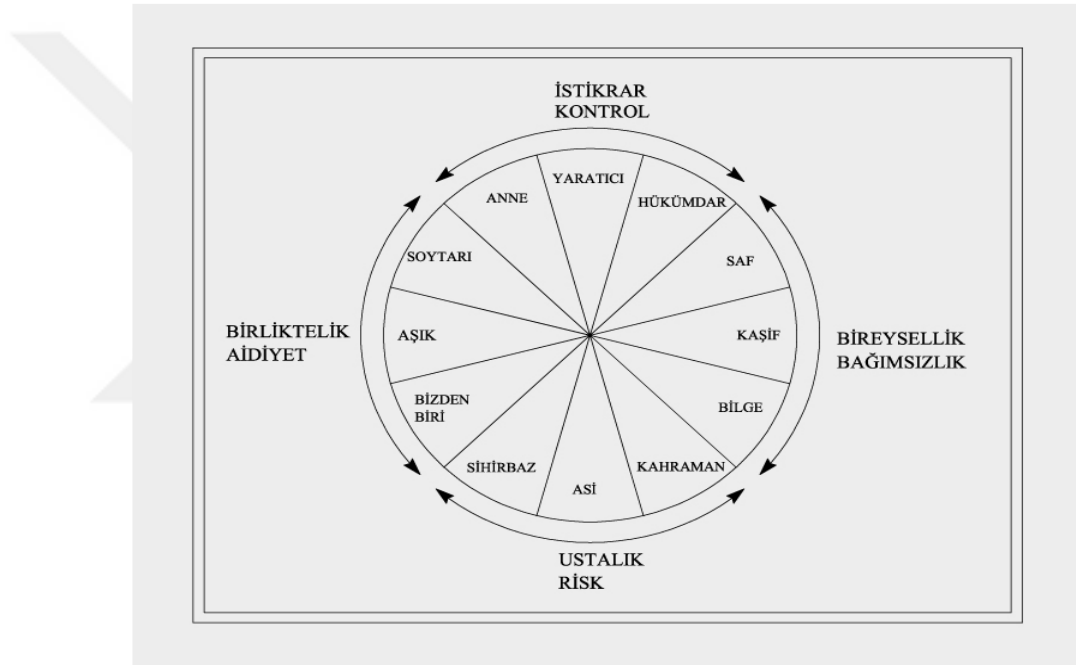 İSTİKRAR
KONTROL
YARATICI
ANNE
HÜKÜMDAR
SOYTARI
SAF
BİRLİKTELİK
AİDİYET
AŞIK
KAŞİF
BİREYSELLİK
BAĞIMSIZLIK
BİZDEN
BİRİ
BİLGE
SİHİRBAZ
KAHRAMAN
ASİ
USTALIK
RİSK